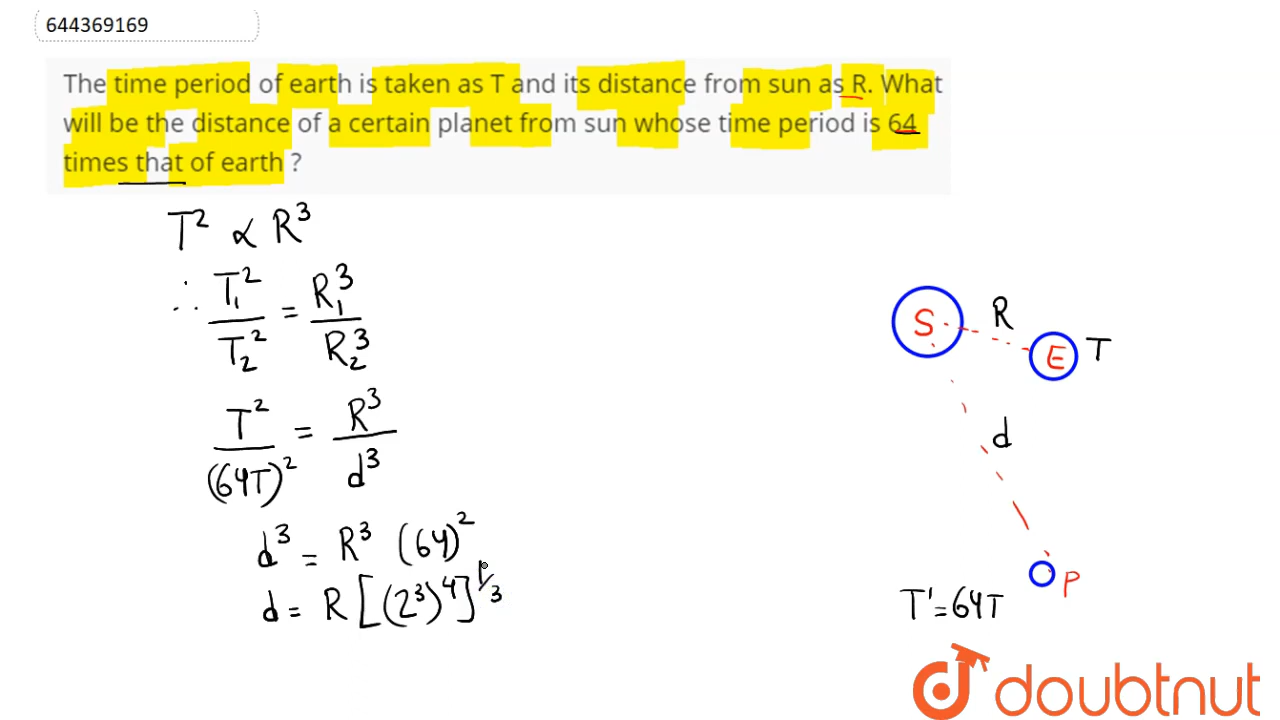 644369169
The time period of earth is taken as T and its distance from sun as R. What
will be the distance of a certain planet from sun whose time period is 64
times that of earth ?
T² ∝ R³
∴ T₁²/T₂² = R₁³/R₂³
T²/(64T)² = R³/d³
d³ = R³ (64)²
d = R [(2³)⁴]^1/3
S
R
E
T
d
P
T' = 64T
doubtnut